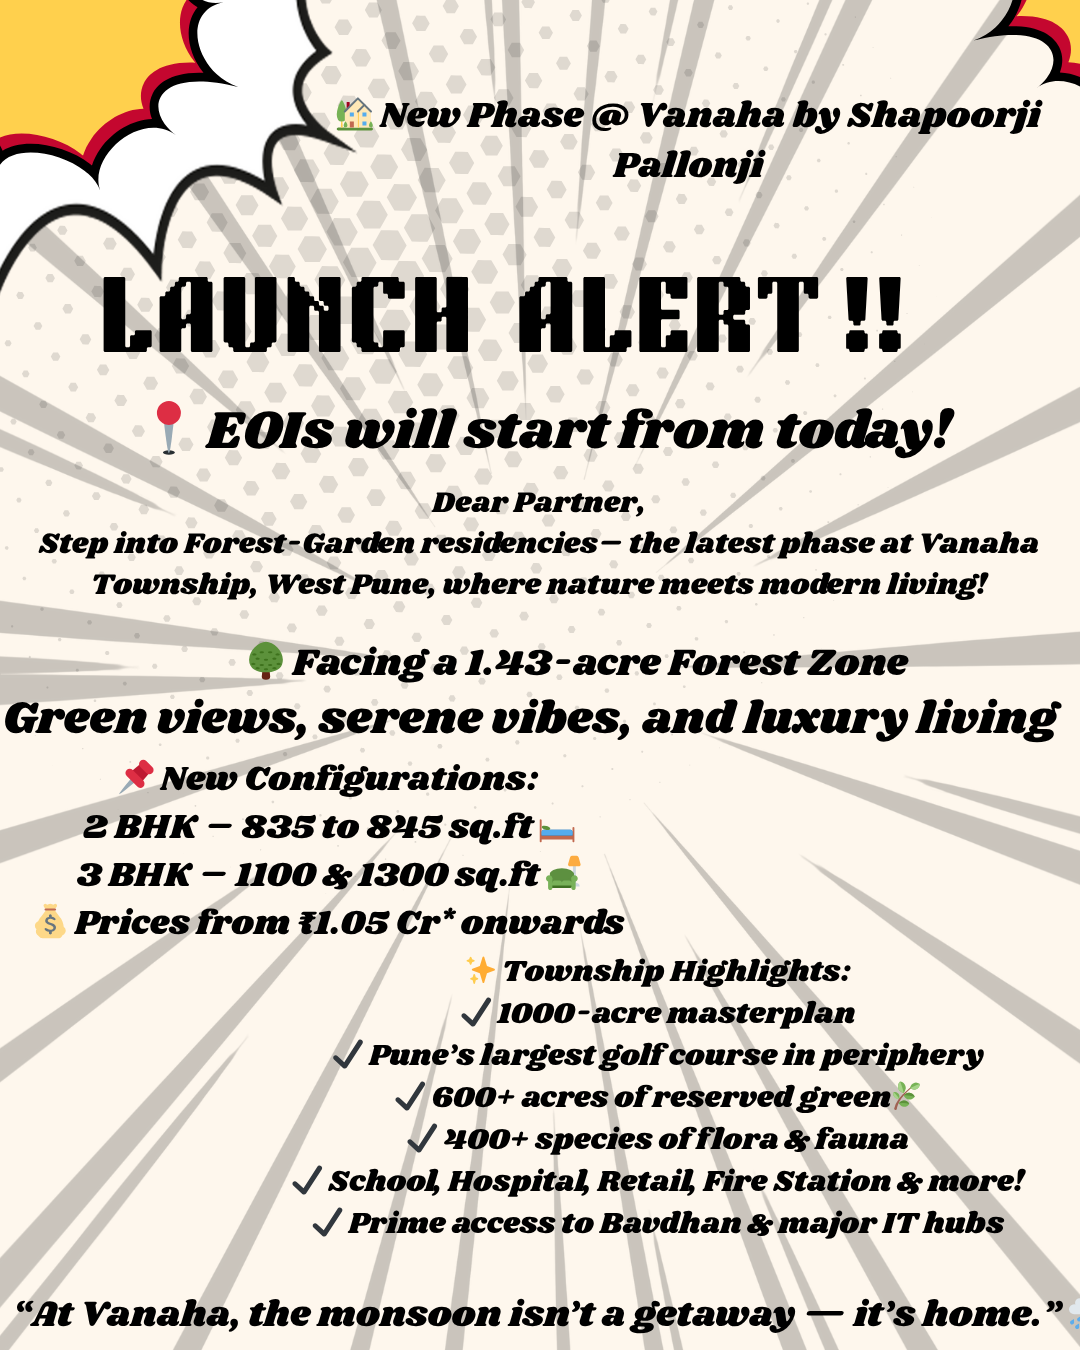 🏡 New Phase @ Vanaha by Shapoorji
Pallonji
LAUNCH ALERT !!
📍 EOIs will start from today!
Dear Partner,
Step into Forest-Garden residencies— the latest phase at Vanaha
Township, West Pune, where nature meets modern living!
🌳 Facing a 1.43-acre Forest Zone
Green views, serene vibes, and luxury living
📌 New Configurations:
2 BHK — 835 to 845 sq.ft 🛏️
3 BHK — 1100 & 1300 sq.ft 🛋️
💰 Prices from ₹1.05 Cr* onwards
✨ Township Highlights:
✔️ 1000-acre masterplan
✔️ Pune’s largest golf course in periphery
✔️ 600+ acres of reserved green🌿
✔️ 400+ species of flora & fauna
✔️ School, Hospital, Retail, Fire Station & more!
✔️ Prime access to Bavdhan & major IT hubs
“At Vanaha, the monsoon isn’t a getaway — it’s home.” 🌧️